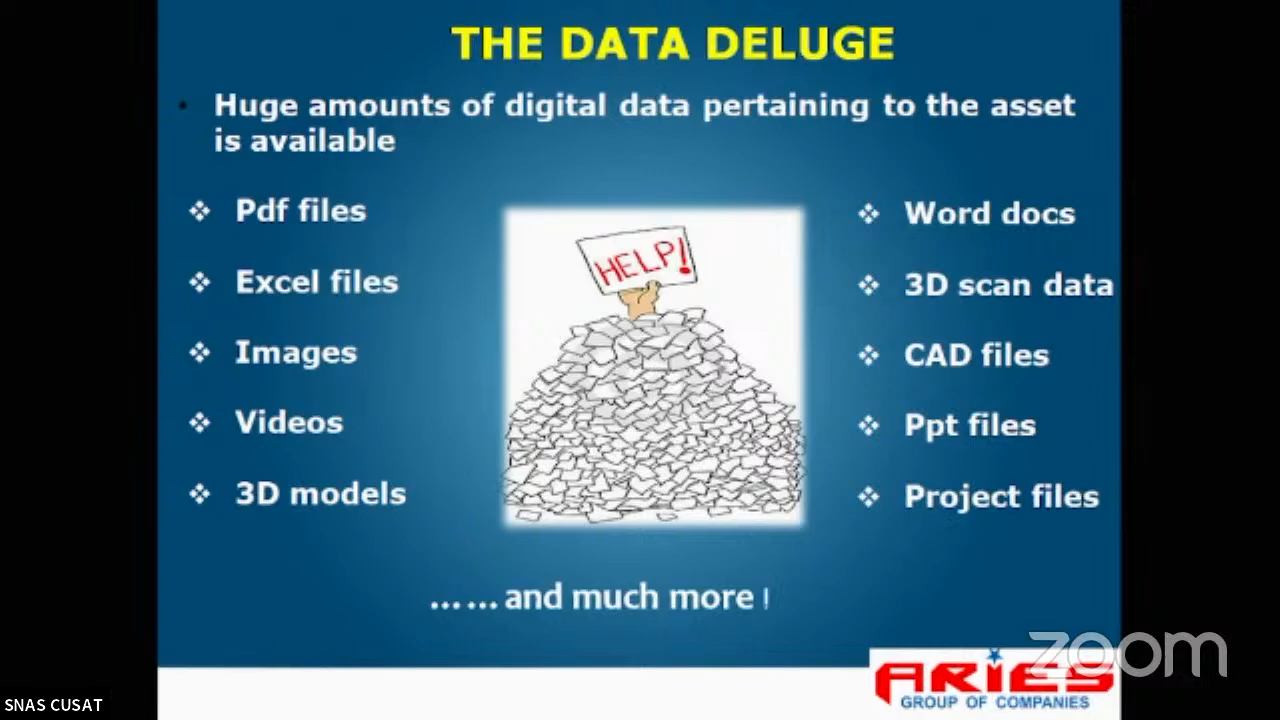 THE DATA DELUGE
• Huge amounts of digital data pertaining to the asset
is available
❖ Pdf files
❖ Excel files
❖ Images
❖ Videos
❖ 3D models
HELP!
❖ Word docs
❖ 3D scan data
❖ CAD files
❖ Ppt files
❖ Project files
……and much more !
zoom
ARIES
GROUP OF COMPANIES
SNAS CUSAT